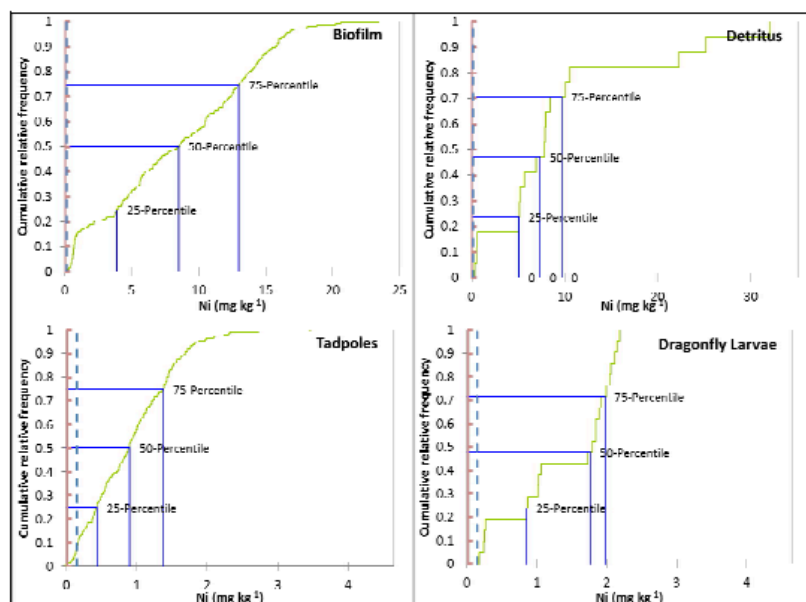 Biofilm
Cumulative relative frequency
1
0.9
0.8
0.7
0.6
0.5
0.4
0.3
0.2
0.1
0
75-Percentile
50-Percentile
25-Percentile
0 5 10 15 20 25
Ni (mg kg-1)
Detritus
Cumulative relative frequency
1
0.9
0.8
0.7
0.6
0.5
0.4
0.3
0.2
0.1
0
75-Percentile
50-Percentile
25-Percentile
0 0 0
0 10 20 30
Ni (mg kg-1)
Tadpoles
Cumulative relative frequency
1
0.9
0.8
0.7
0.6
0.5
0.4
0.3
0.2
0.1
0
75-Percentile
50-Percentile
25-Percentile
0 1 2 3 4
Ni (mg kg-1)
Dragonfly Larvae
Cumulative relative frequency
1
0.9
0.8
0.7
0.6
0.5
0.4
0.3
0.2
0.1
0
75-Percentile
50-Percentile
25-Percentile
0 1 2 3 4
Ni (mg kg-1)